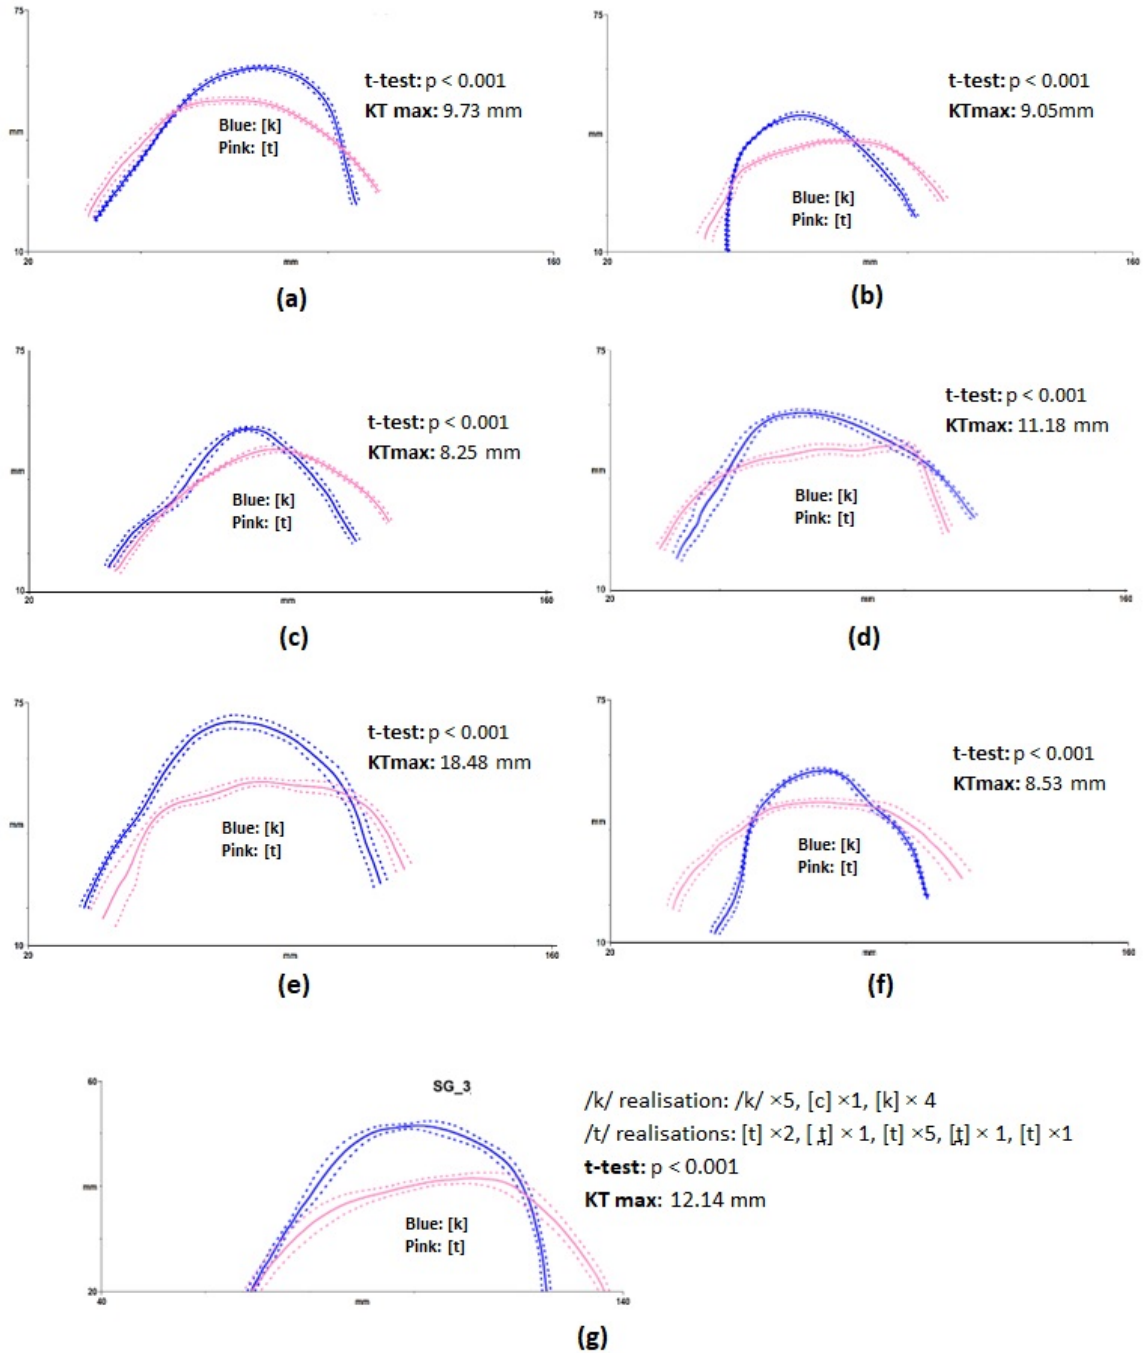 75
t-test: p < 0.001
KT max: 9.73 mm
Blue: [k]
Pink: [t]
mm
10
20
mm
160
(a)
75
t-test: p < 0.001
KTmax: 9.05mm
mm
Blue: [k]
Pink: [t]
10
20
mm
160
(b)
75
t-test: p < 0.001
KTmax: 8.25 mm
mm
Blue: [k]
Pink: [t]
10
20
mm
160
(c)
75
t-test: p < 0.001
KTmax: 11.18 mm
mm
Blue: [k]
Pink: [t]
10
20
mm
160
(d)
75
t-test: p < 0.001
KTmax: 18.48 mm
mm
Blue: [k]
Pink: [t]
10
20
mm
160
(e)
75
t-test: p < 0.001
KTmax: 8.53 mm
mm
Blue: [k]
Pink: [t]
10
20
mm
160
(f)
60
SG_3
/k/ realisation: /k/ ×5, [c] ×1, [k] × 4
/t/ realisations: [t] ×2, [ t̪] × 1, [t] ×5, [t̪] × 1, [t] ×1
t-test: p < 0.001
KT max: 12.14 mm
mm
Blue: [k]
Pink: [t]
20
40
mm
140
(g)